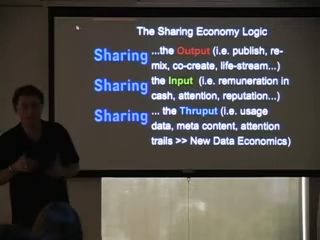 The Sharing Economy Logic
Sharing ...the Output (i.e. publish, re-
mix, co-create, life-stream...)
Sharing the Input (i.e. remuneration in
cash, attention, reputation...)
Sharing ... the Thruput (i.e. usage
data, meta content, attention
trails >> New Data Economics)